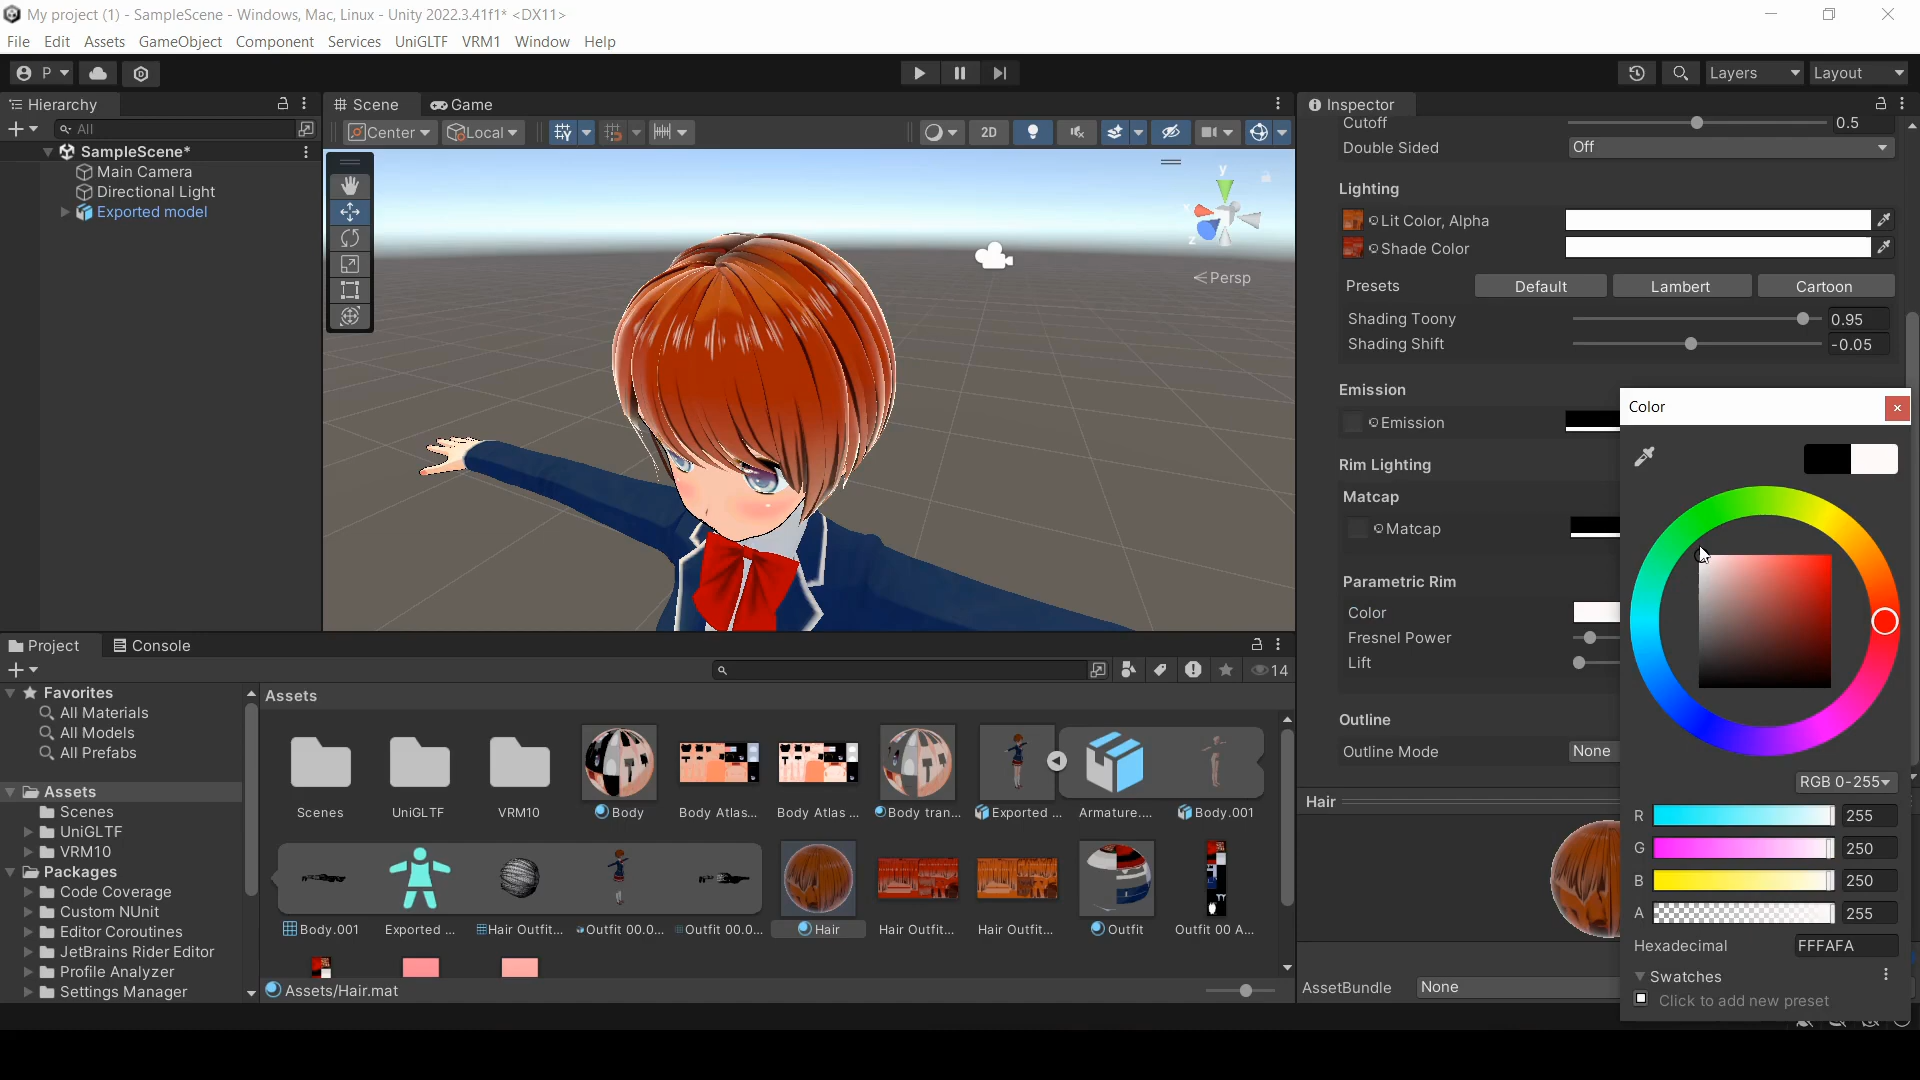 My project (1) - SampleScene - Windows, Mac, Linux - Unity 2022.3.41f1* <DX11>
File Edit Assets GameObject Component Services UniGLTF VRM1 Window Help
P Layers Layout
Hierarchy
All
SampleScene*
Main Camera
Directional Light
Exported model
Scene Game
Center Local 2D
y
x
z
Persp
Inspector
Cutoff 0.5
Double Sided Off
Lighting
Lit Color, Alpha
Shade Color
Presets Default Lambert Cartoon
Shading Toony 0.95
Shading Shift -0.05
Emission
Emission
Rim Lighting
Matcap
Matcap
Parametric Rim
Color
Fresnel Power
Lift
Outline
Outline Mode None
Hair
AssetBundle None
Color
RGB 0-255
R 255
G 250
B 250
A 255
Hexadecimal FFFAFA
Swatches
Click to add new preset
Project Console
14
Favorites
All Materials
All Models
All Prefabs
Assets
Scenes
UniGLTF
VRM10
Packages
Code Coverage
Custom NUnit
Editor Coroutines
JetBrains Rider Editor
Profile Analyzer
Settings Manager
Assets
Scenes UniGLTF VRM10 Body Body Atlas... Body Atlas ... Body tran... Exported ... Armature.... Body.001
Body.001 Exported ... Hair Outfit... Outfit 00.0... Outfit 00.0... Hair Hair Outfit... Hair Outfit... Outfit Outfit 00 A...
Assets/Hair.mat